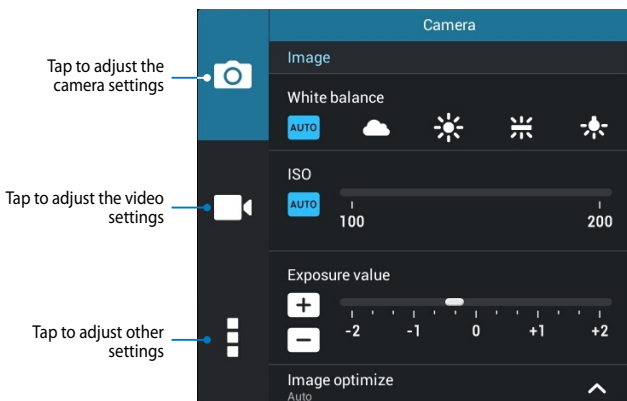 Camera
Tap to adjust the
camera settings
Image
White balance
AUTO
Tap to adjust the video
settings
ISO
AUTO
100 200
Exposure value
-2 -1 0 +1 +2
Tap to adjust other
settings
Image optimize
Auto